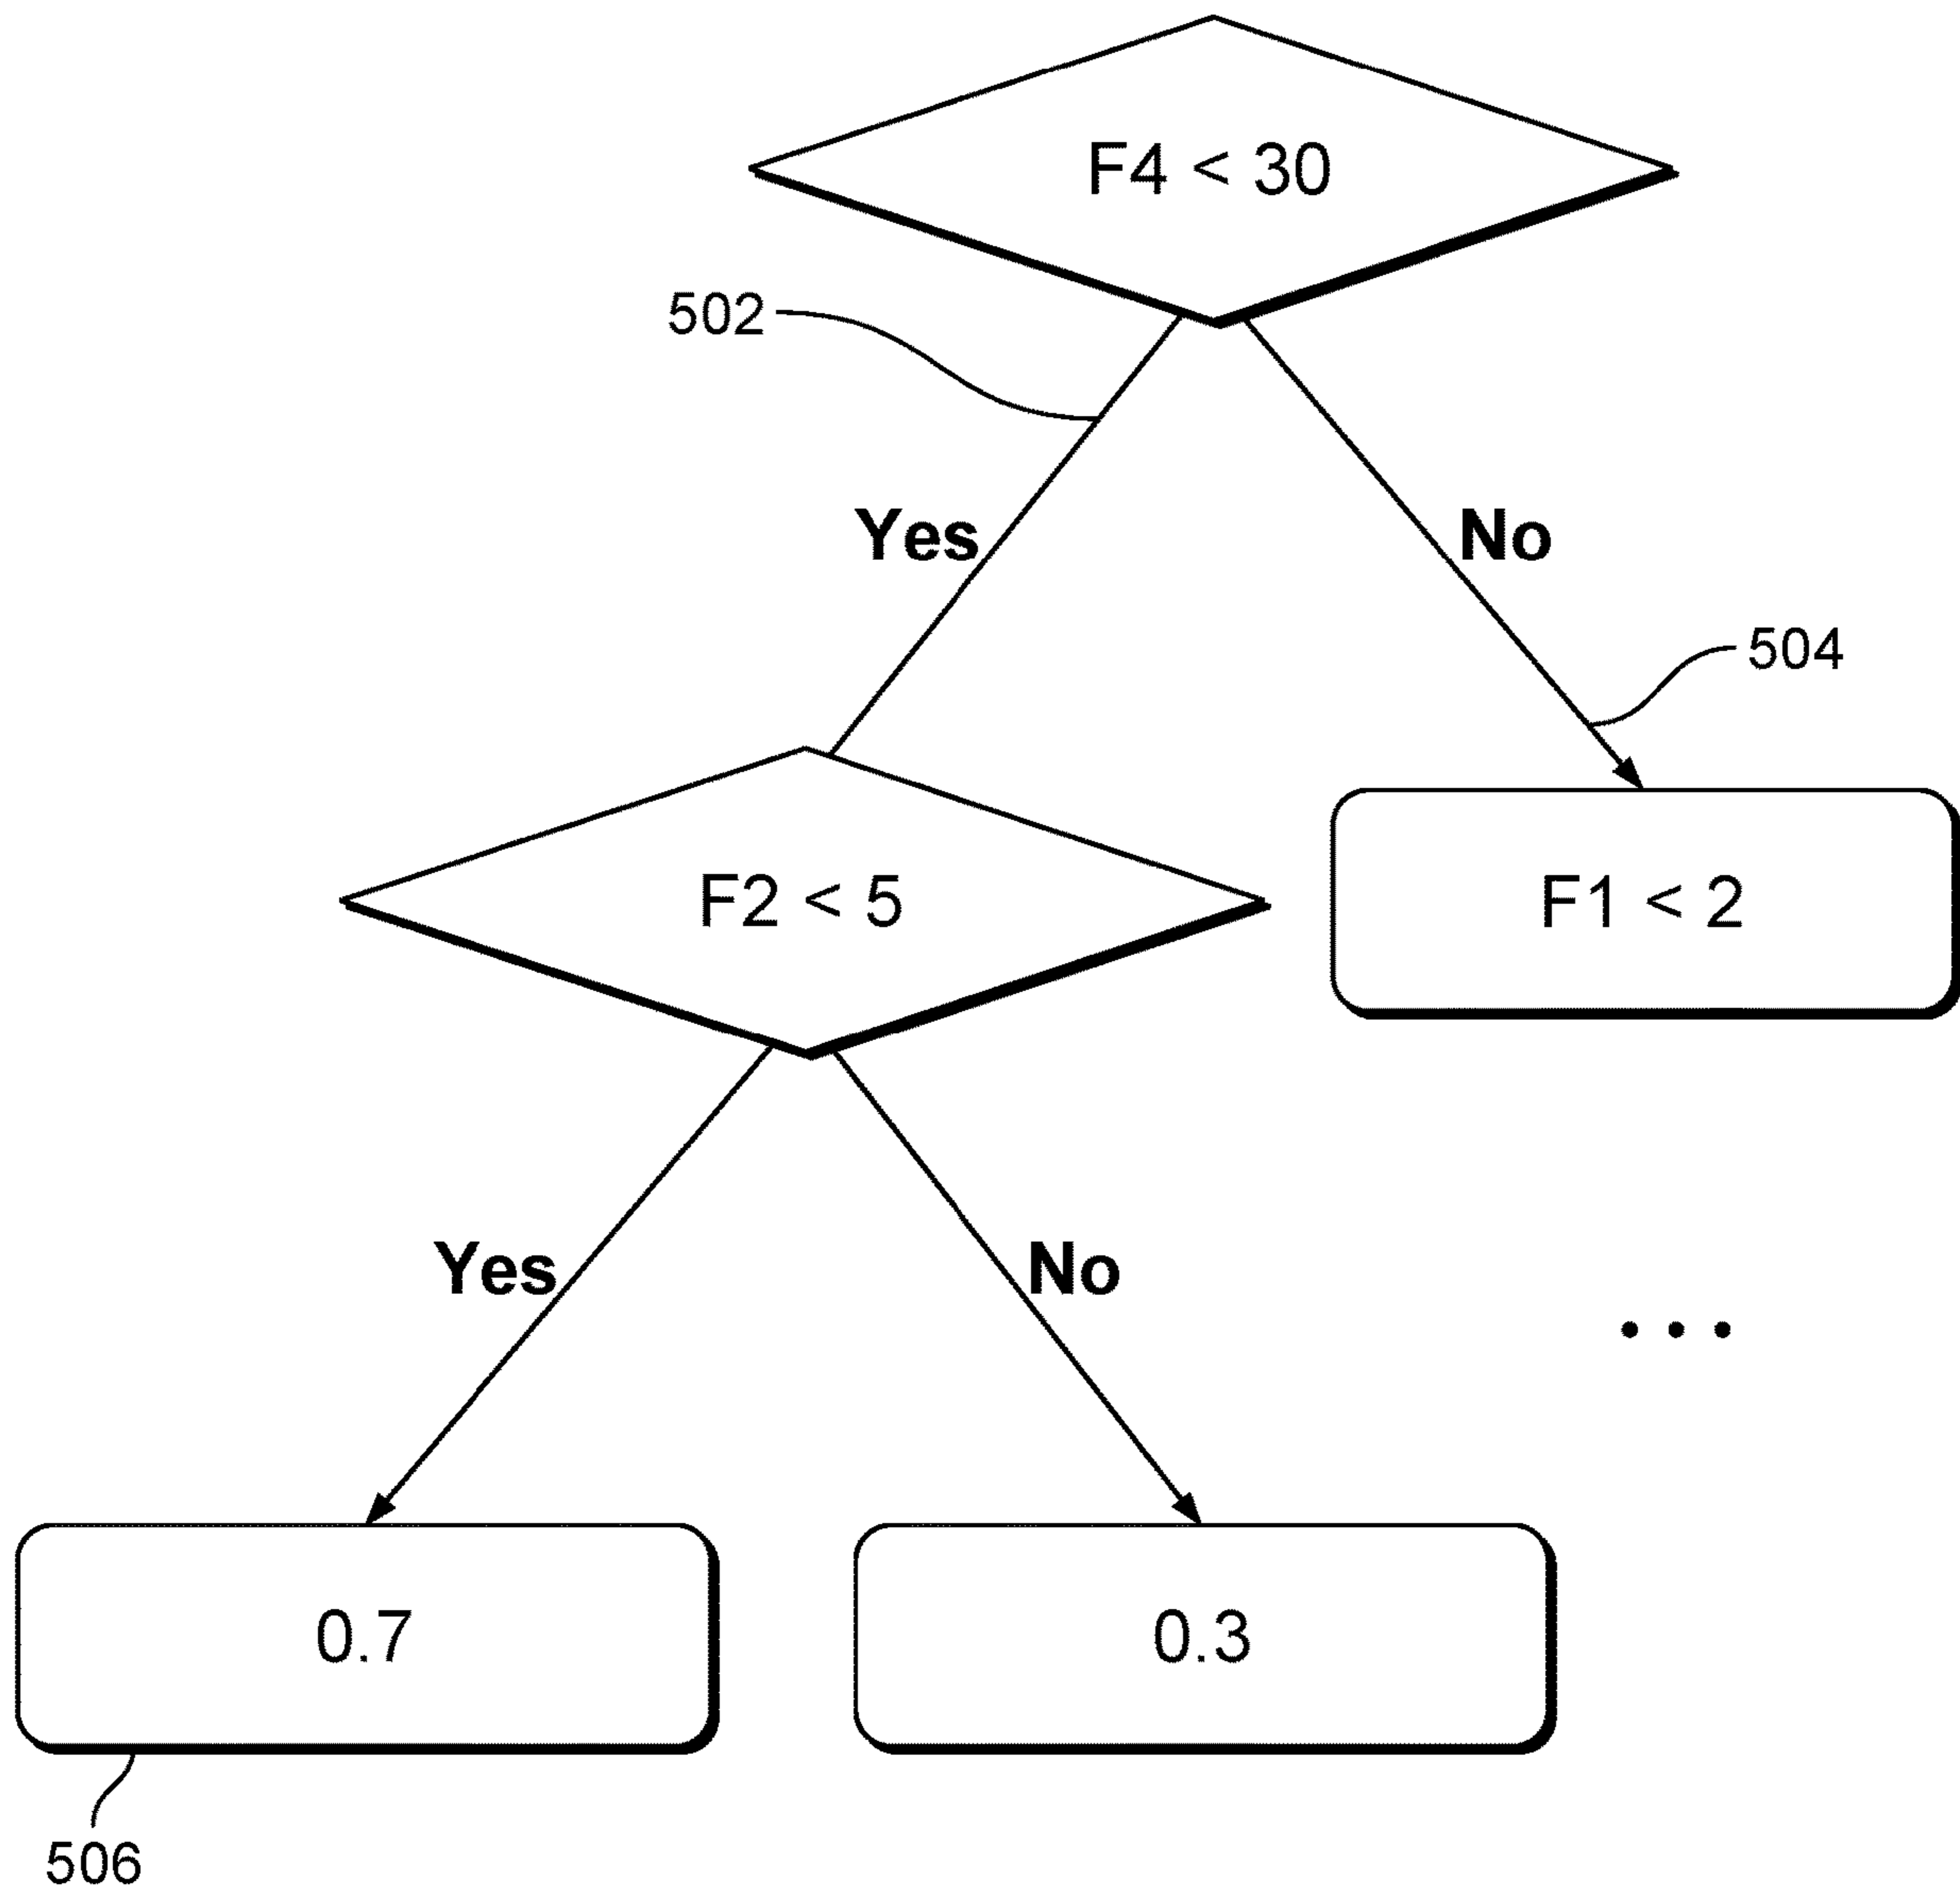 F4 < 30
502
Yes
No
504
F2 < 5
F1 < 2
Yes
No
. . .
0.7
0.3
506